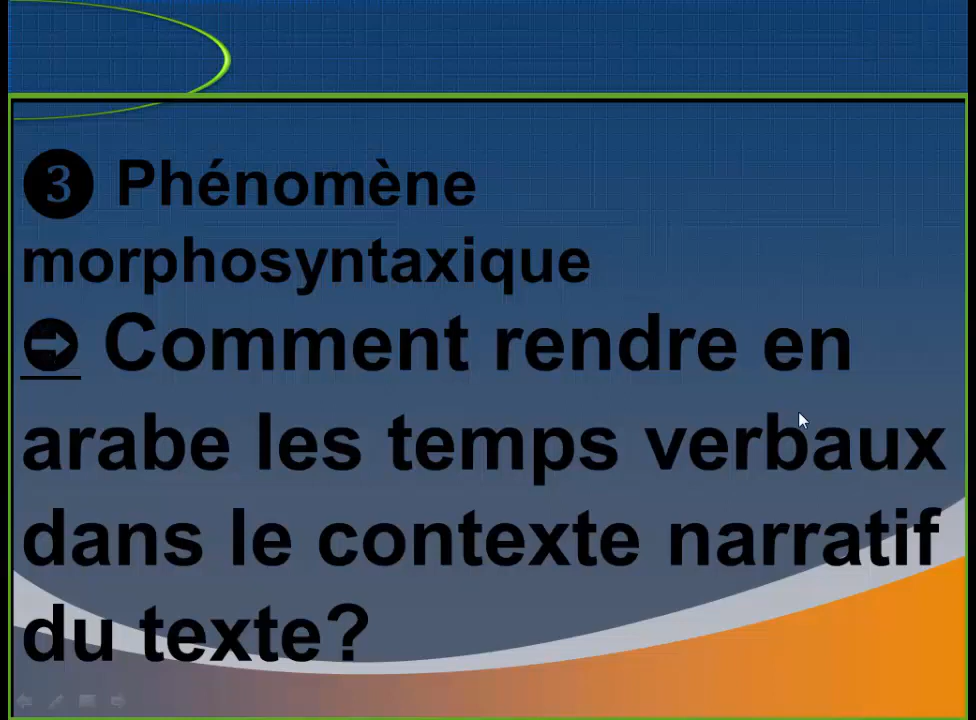 ❸ Phénomène
morphosyntaxique
➲ Comment rendre en
arabe les temps verbaux
dans le contexte narratif
du texte?